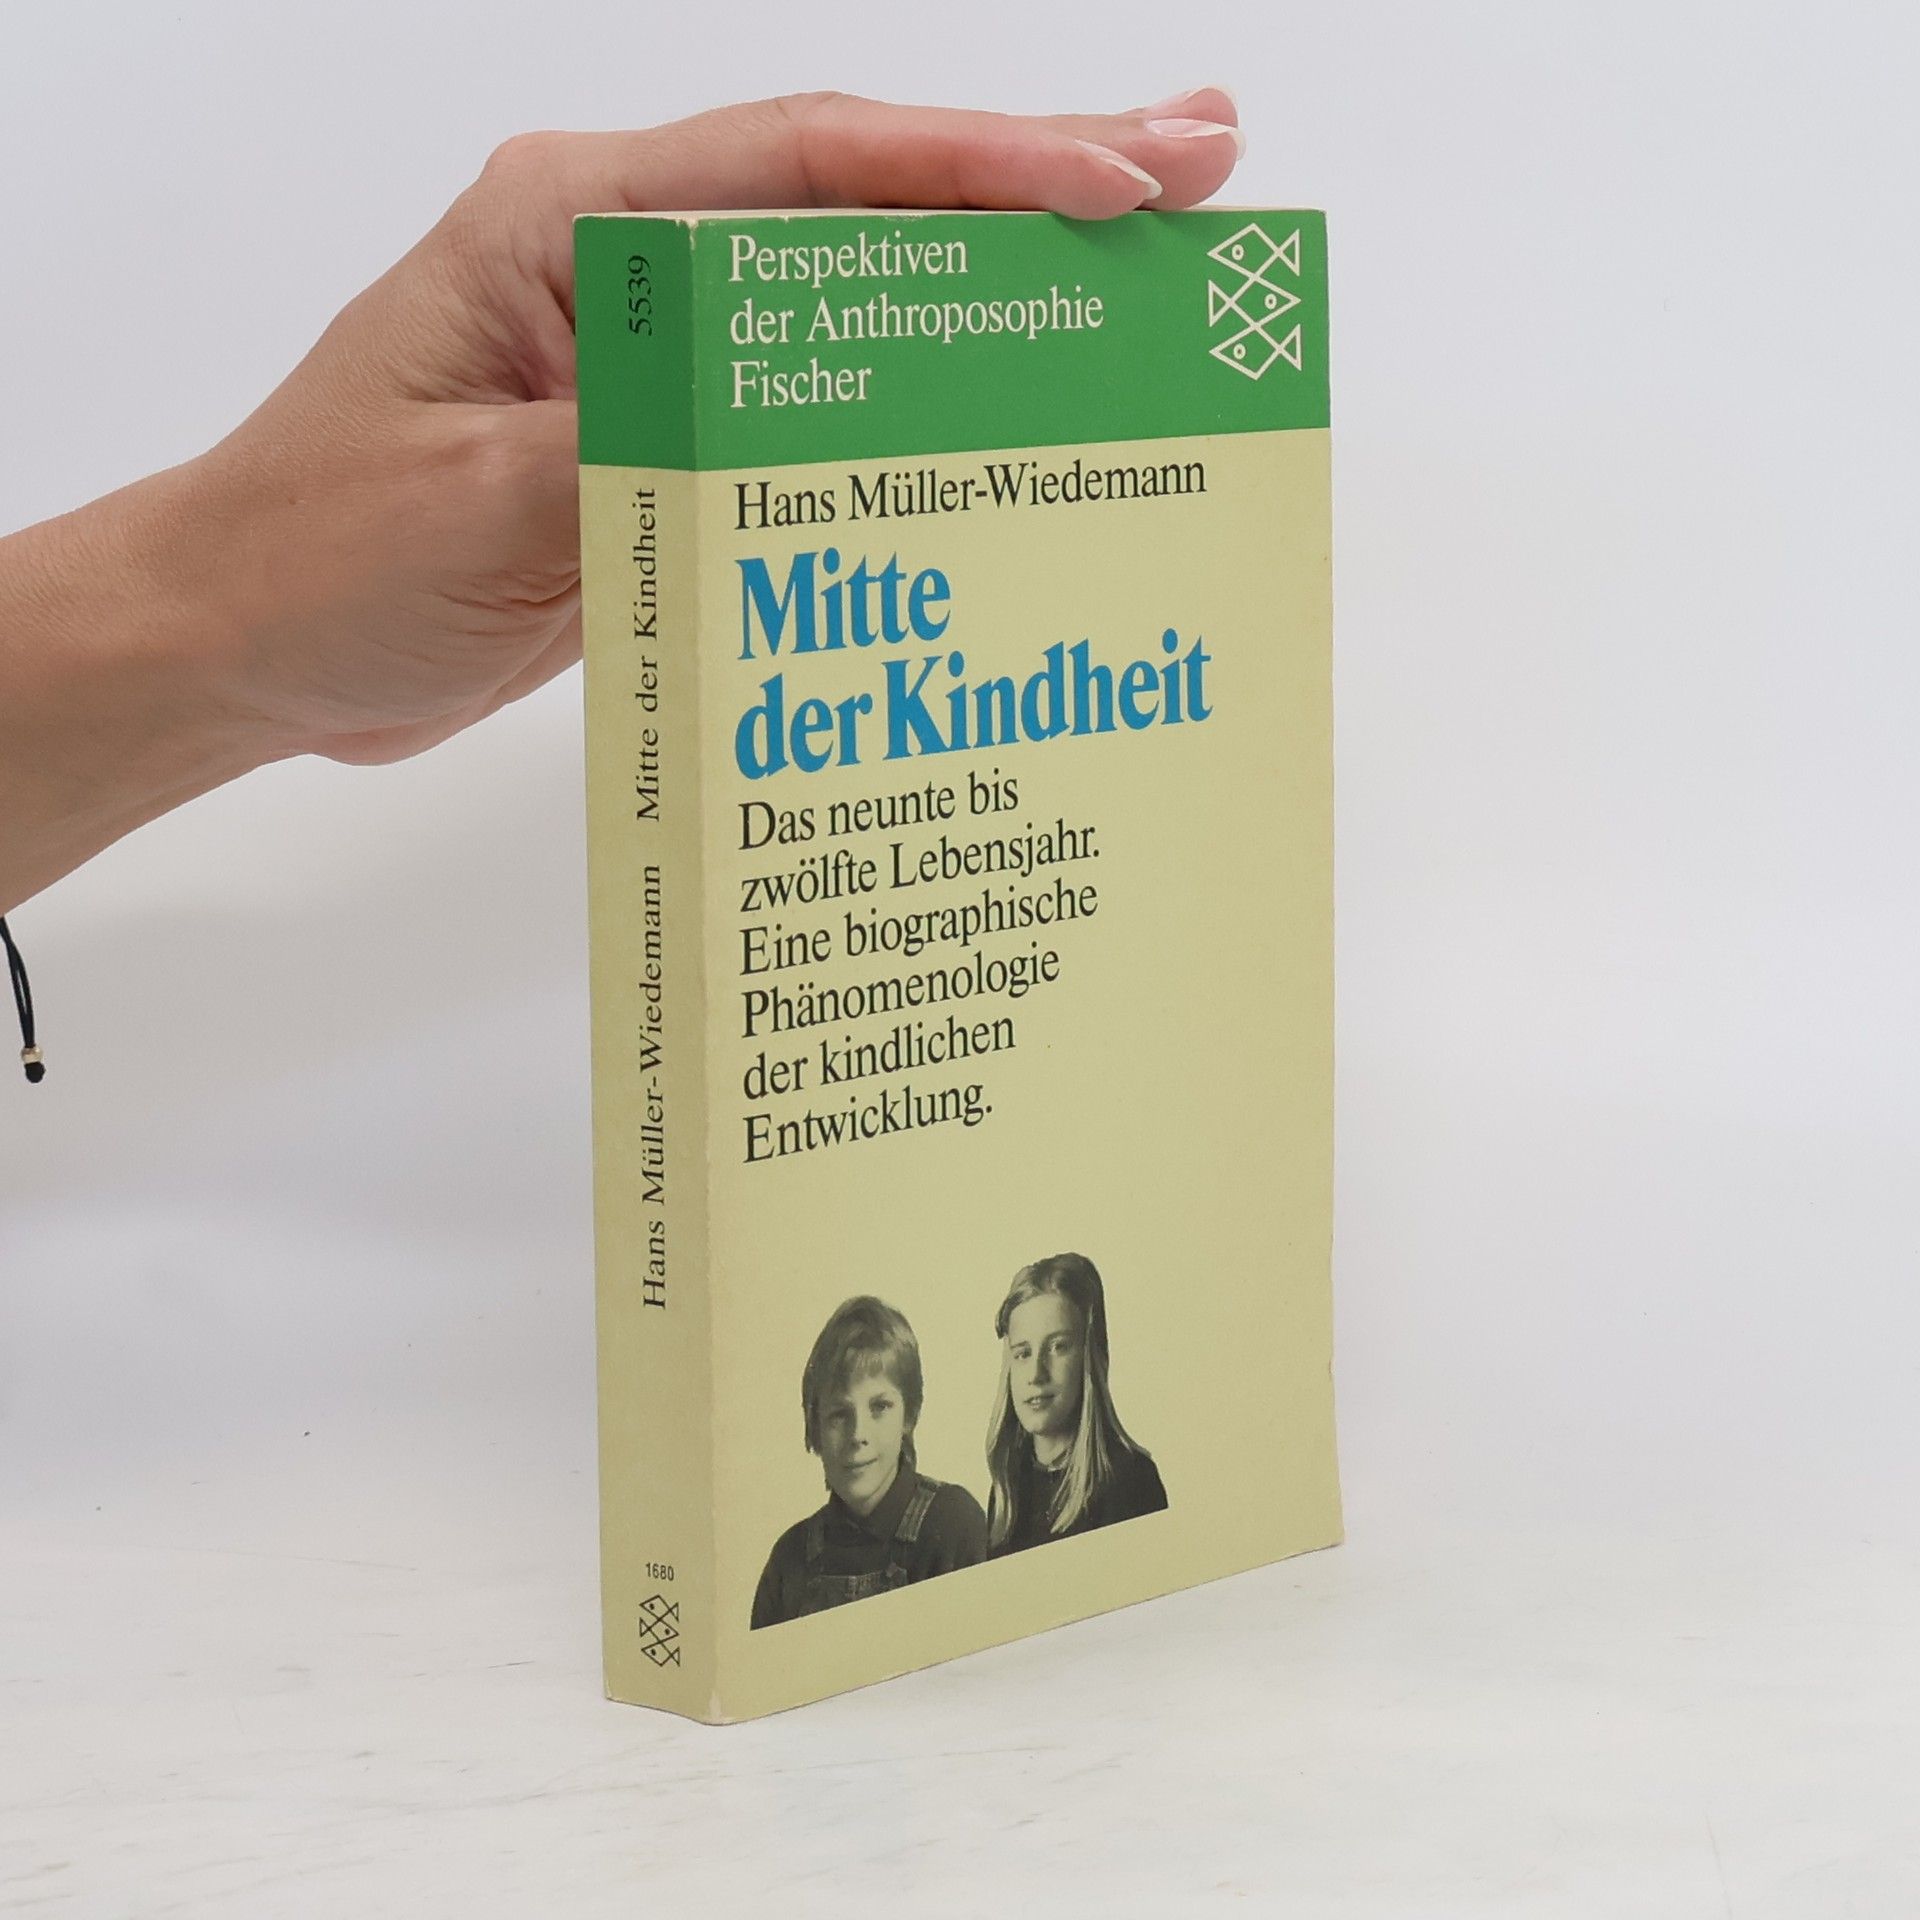 5539
Hans Müller-Wiedemann Mitte der Kindheit
1680
Perspektiven
der Anthroposophie
Fischer
Hans Müller-Wiedemann
Mitte
der Kindheit
Das neunte bis
zwölfte Lebensjahr.
Eine biographische
Phänomenologie
der kindlichen
Entwicklung.